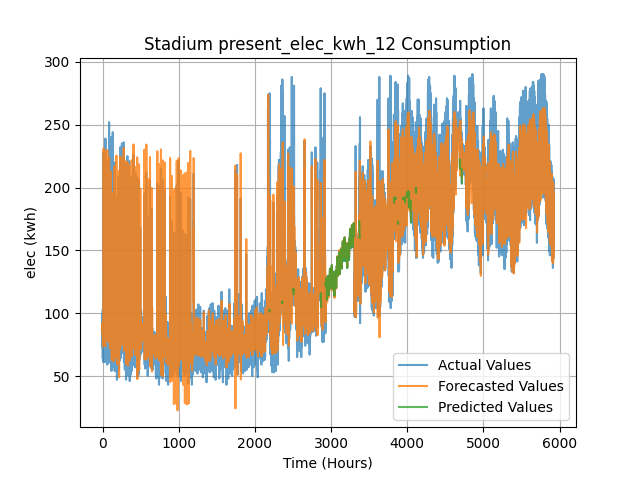 Stadium present_elec_kwh_12 Consumption
300
250
200
150
100
50
elec (kwh)
0
1000
2000
3000
4000
5000
6000
Time (Hours)
Actual Values
Forecasted Values
Predicted Values